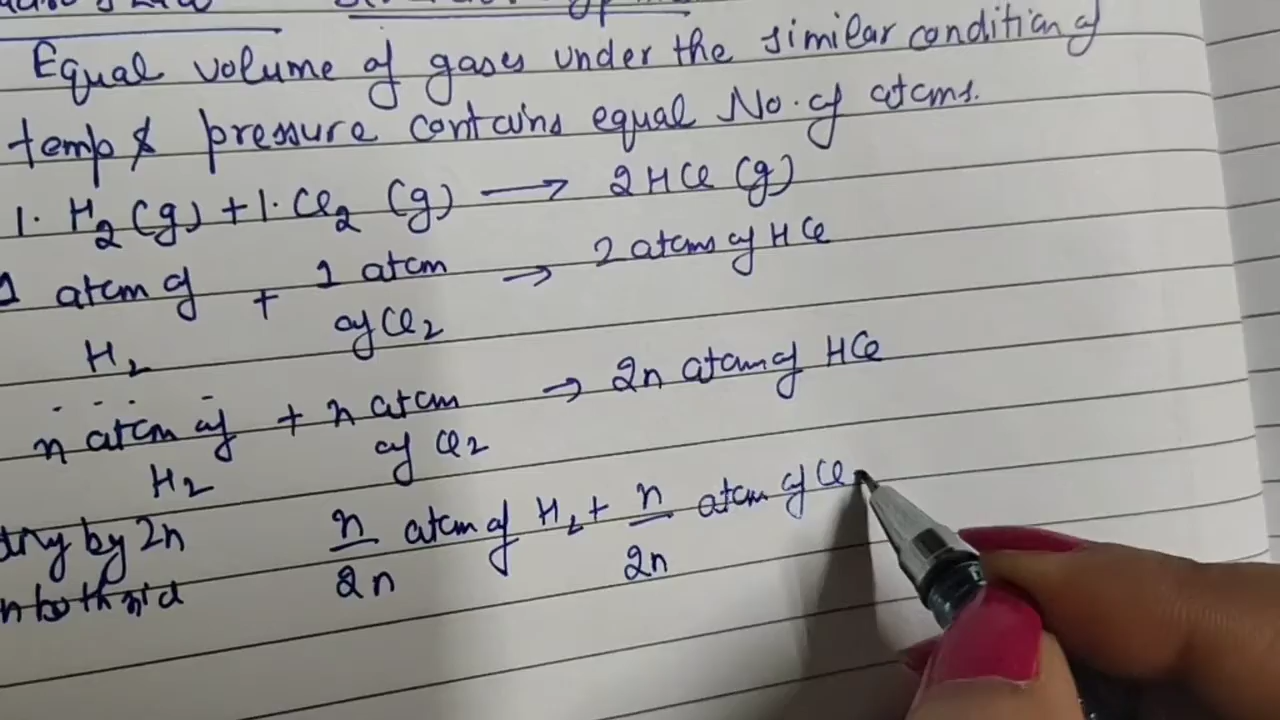 Equal volume of gases under the similar condition of
temp & pressure contains equal No. of atoms.
1. H2 (g) + 1. Cl2 (g) → 2HCl (g)
1 atom of H2 + 1 atom of Cl2 → 2 atoms of HCl
n atom of H2 + n atom of Cl2 → 2n atom of HCl
by 2n n/2n atom of H2 + n/2n atom of Cl
both